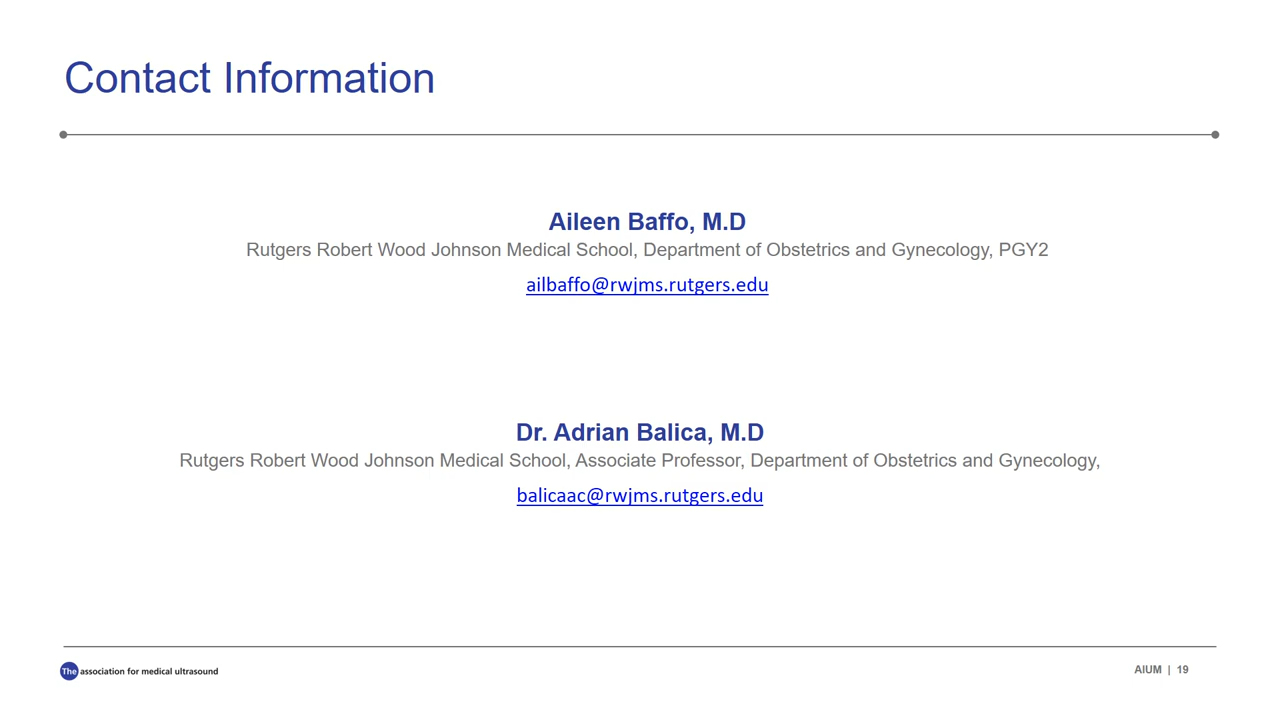 Contact Information
Aileen Baffo, M.D
Rutgers Robert Wood Johnson Medical School, Department of Obstetrics and Gynecology, PGY2
ailbaffo@rwjms.rutgers.edu
Dr. Adrian Balica, M.D
Rutgers Robert Wood Johnson Medical School, Associate Professor, Department of Obstetrics and Gynecology,
balicaac@rwjms.rutgers.edu
The association for medical ultrasound
AIUM | 19